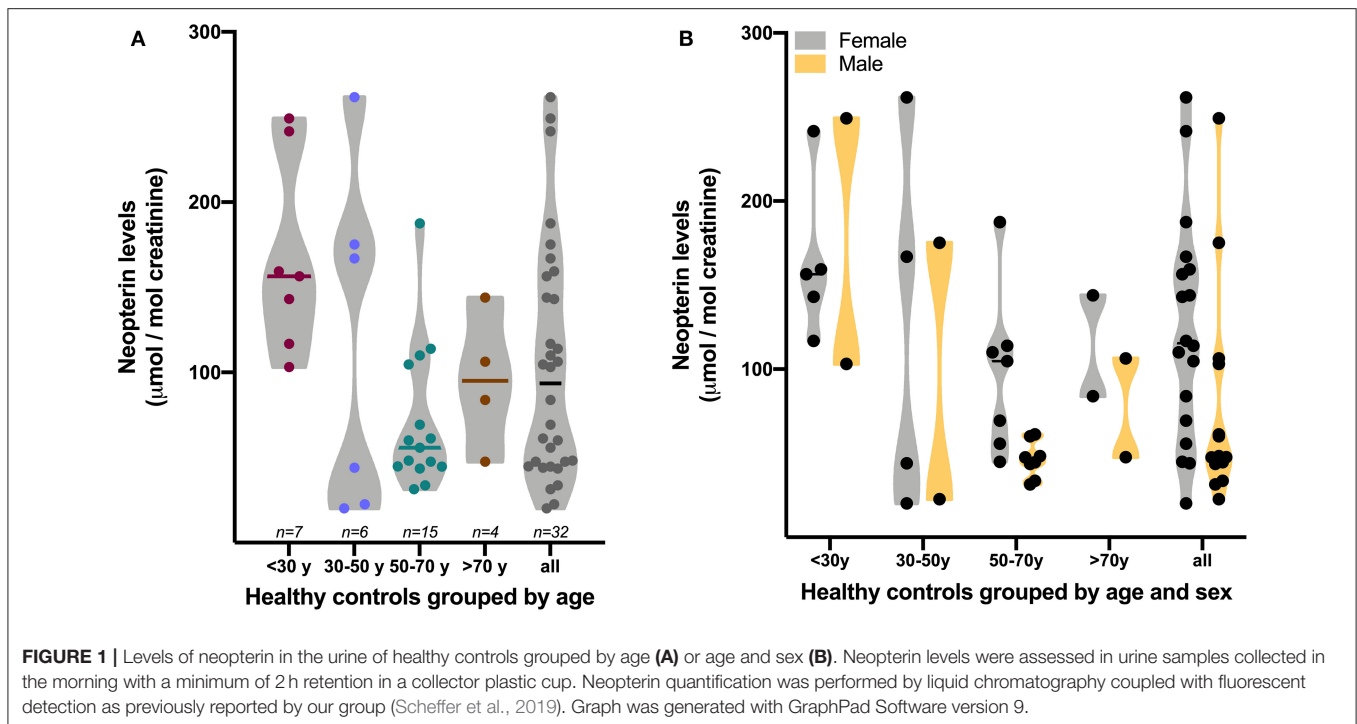 A
300
200
100
Neopterin levels
(µmol / mol creatinine)
n=7 n=6 n=15 n=4 n=32
<30 y 30-50 y 50-70 y >70 y all
Healthy controls grouped by age
B
Female
Male
300
200
100
Neopterin levels
(µmol / mol creatinine)
<30y 30-50y 50-70y >70y all
Healthy controls grouped by age and sex
FIGURE 1 | Levels of neopterin in the urine of healthy controls grouped by age (A) or age and sex (B). Neopterin levels were assessed in urine samples collected in
the morning with a minimum of 2 h retention in a collector plastic cup. Neopterin quantification was performed by liquid chromatography coupled with fluorescent
detection as previously reported by our group (Scheffer et al., 2019). Graph was generated with GraphPad Software version 9.